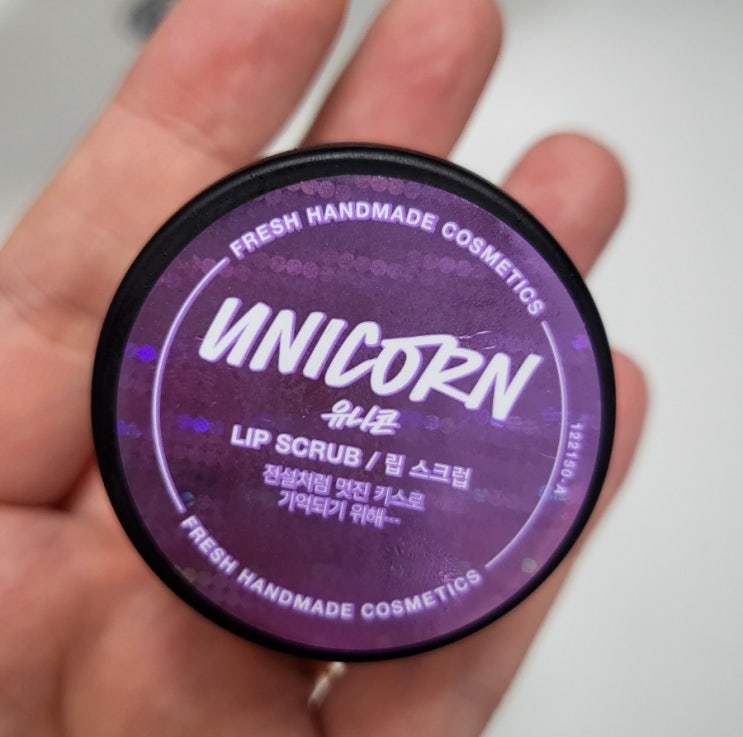 FRESH HANDMADE COSMETICS
UNICORN
유니콘
LIP SCRUB / 립 스크럽
전설처럼 멋진 키스로
기억되기 위해...
FRESH HANDMADE COSMETICS
122150-A